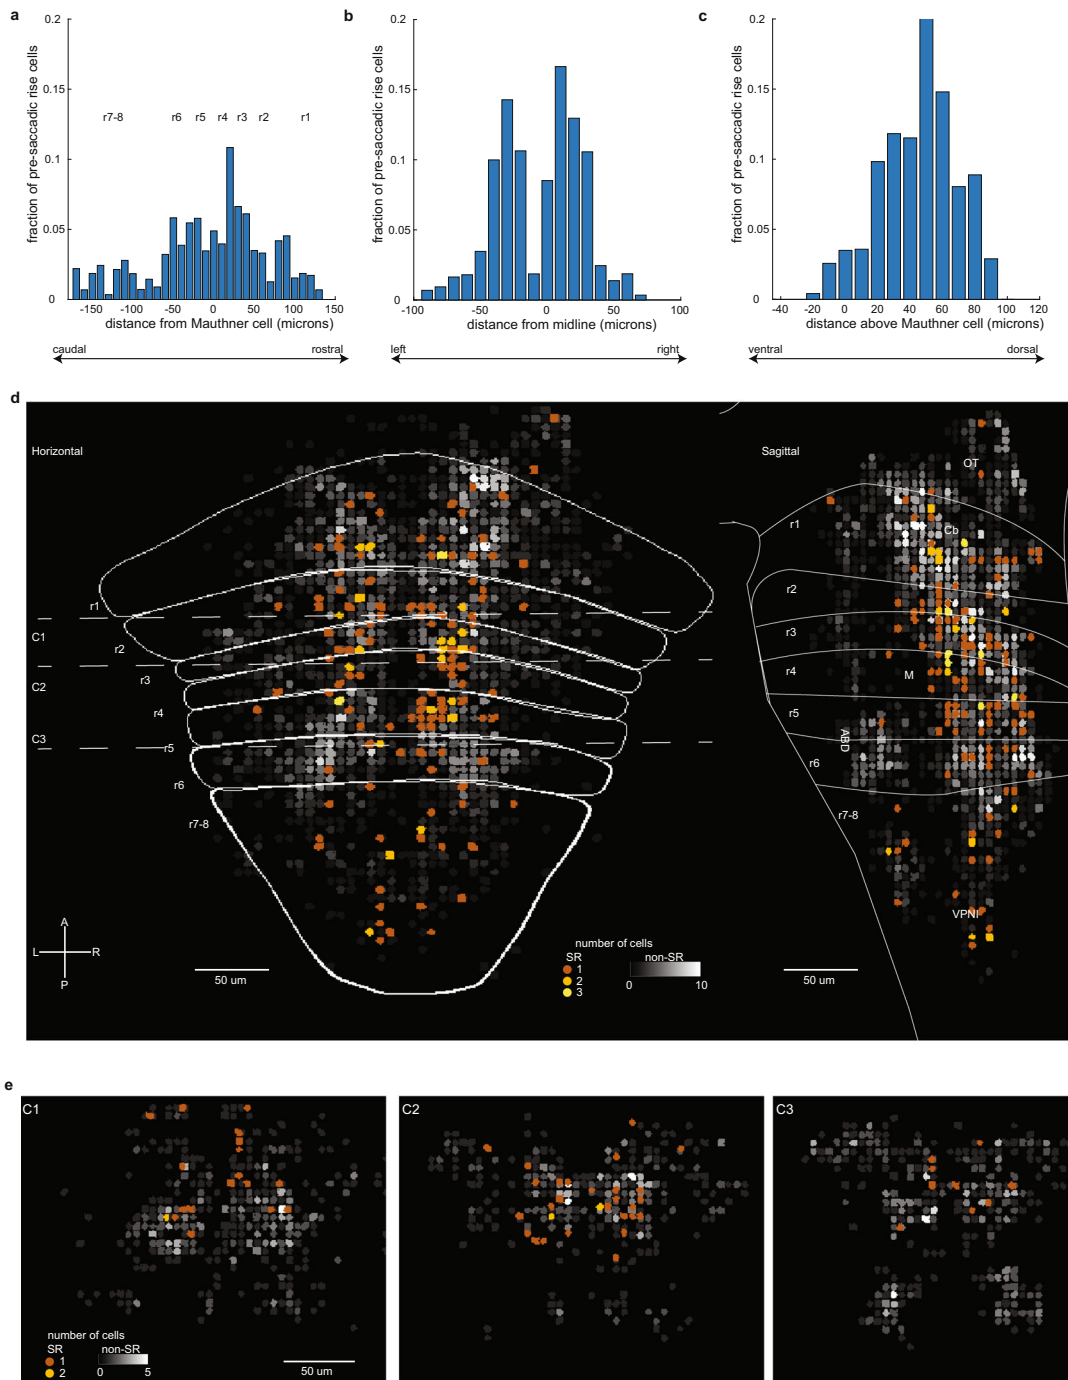 a
0.2
0.15
0.1
0.05
0
fraction of pre-saccadic rise cells
r7-8 r6 r5 r4 r3 r2 r1
-150 -100 -50 0 50 100 150
distance from Mauthner cell (microns)
caudal rostral
b
0.2
0.15
0.1
0.05
0
fraction of pre-saccadic rise cells
-100 -50 0 50 100
distance from midline (microns)
left right
c
0.2
0.15
0.1
0.05
0
fraction of pre-saccadic rise cells
-40 -20 0 20 40 60 80 100 120
distance above Mauthner cell (microns)
ventral dorsal
d
Horizontal
r1
C1
r2
r3
C2
r4
C3
r5
r6
r7-8
A
L R
P
50 um
number of cells
SR non-SR
1
2
3
0 10
Sagittal
OT
r1
Cb
r2
r3
r4
M
r5
ABD
r6
r7-8
VPNI
50 um
e
C1
number of cells
SR non-SR
1
2
0 5
50 um
C2
C3